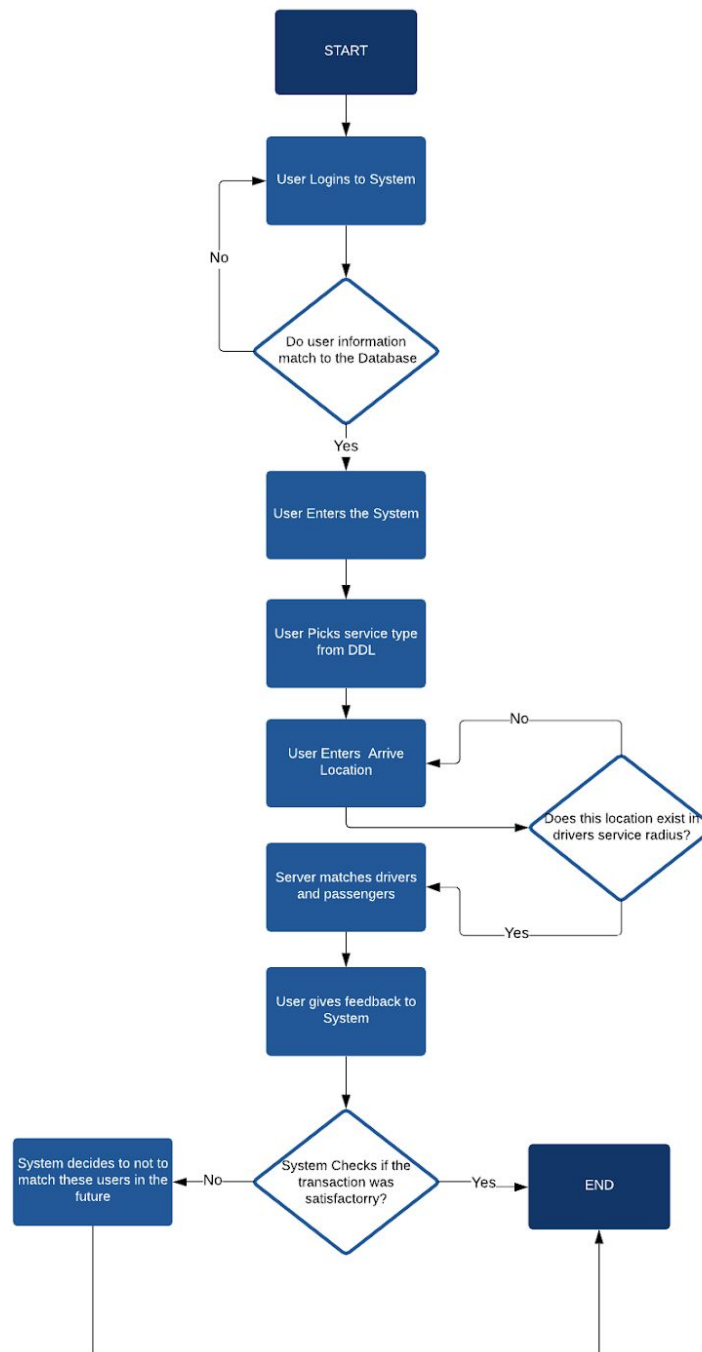 START
User Logins to System
No
Do user information
match to the Database
Yes
User Enters the System
User Picks service type
from DDL
No
User Enters Arrive
Location
Does this location exist in
drivers service radius?
Server matches drivers
and passengers
Yes
User gives feedback to
System
System decides to not to
match these users in the
future
No
System Checks if the
transaction was
satisfactorry?
Yes
END